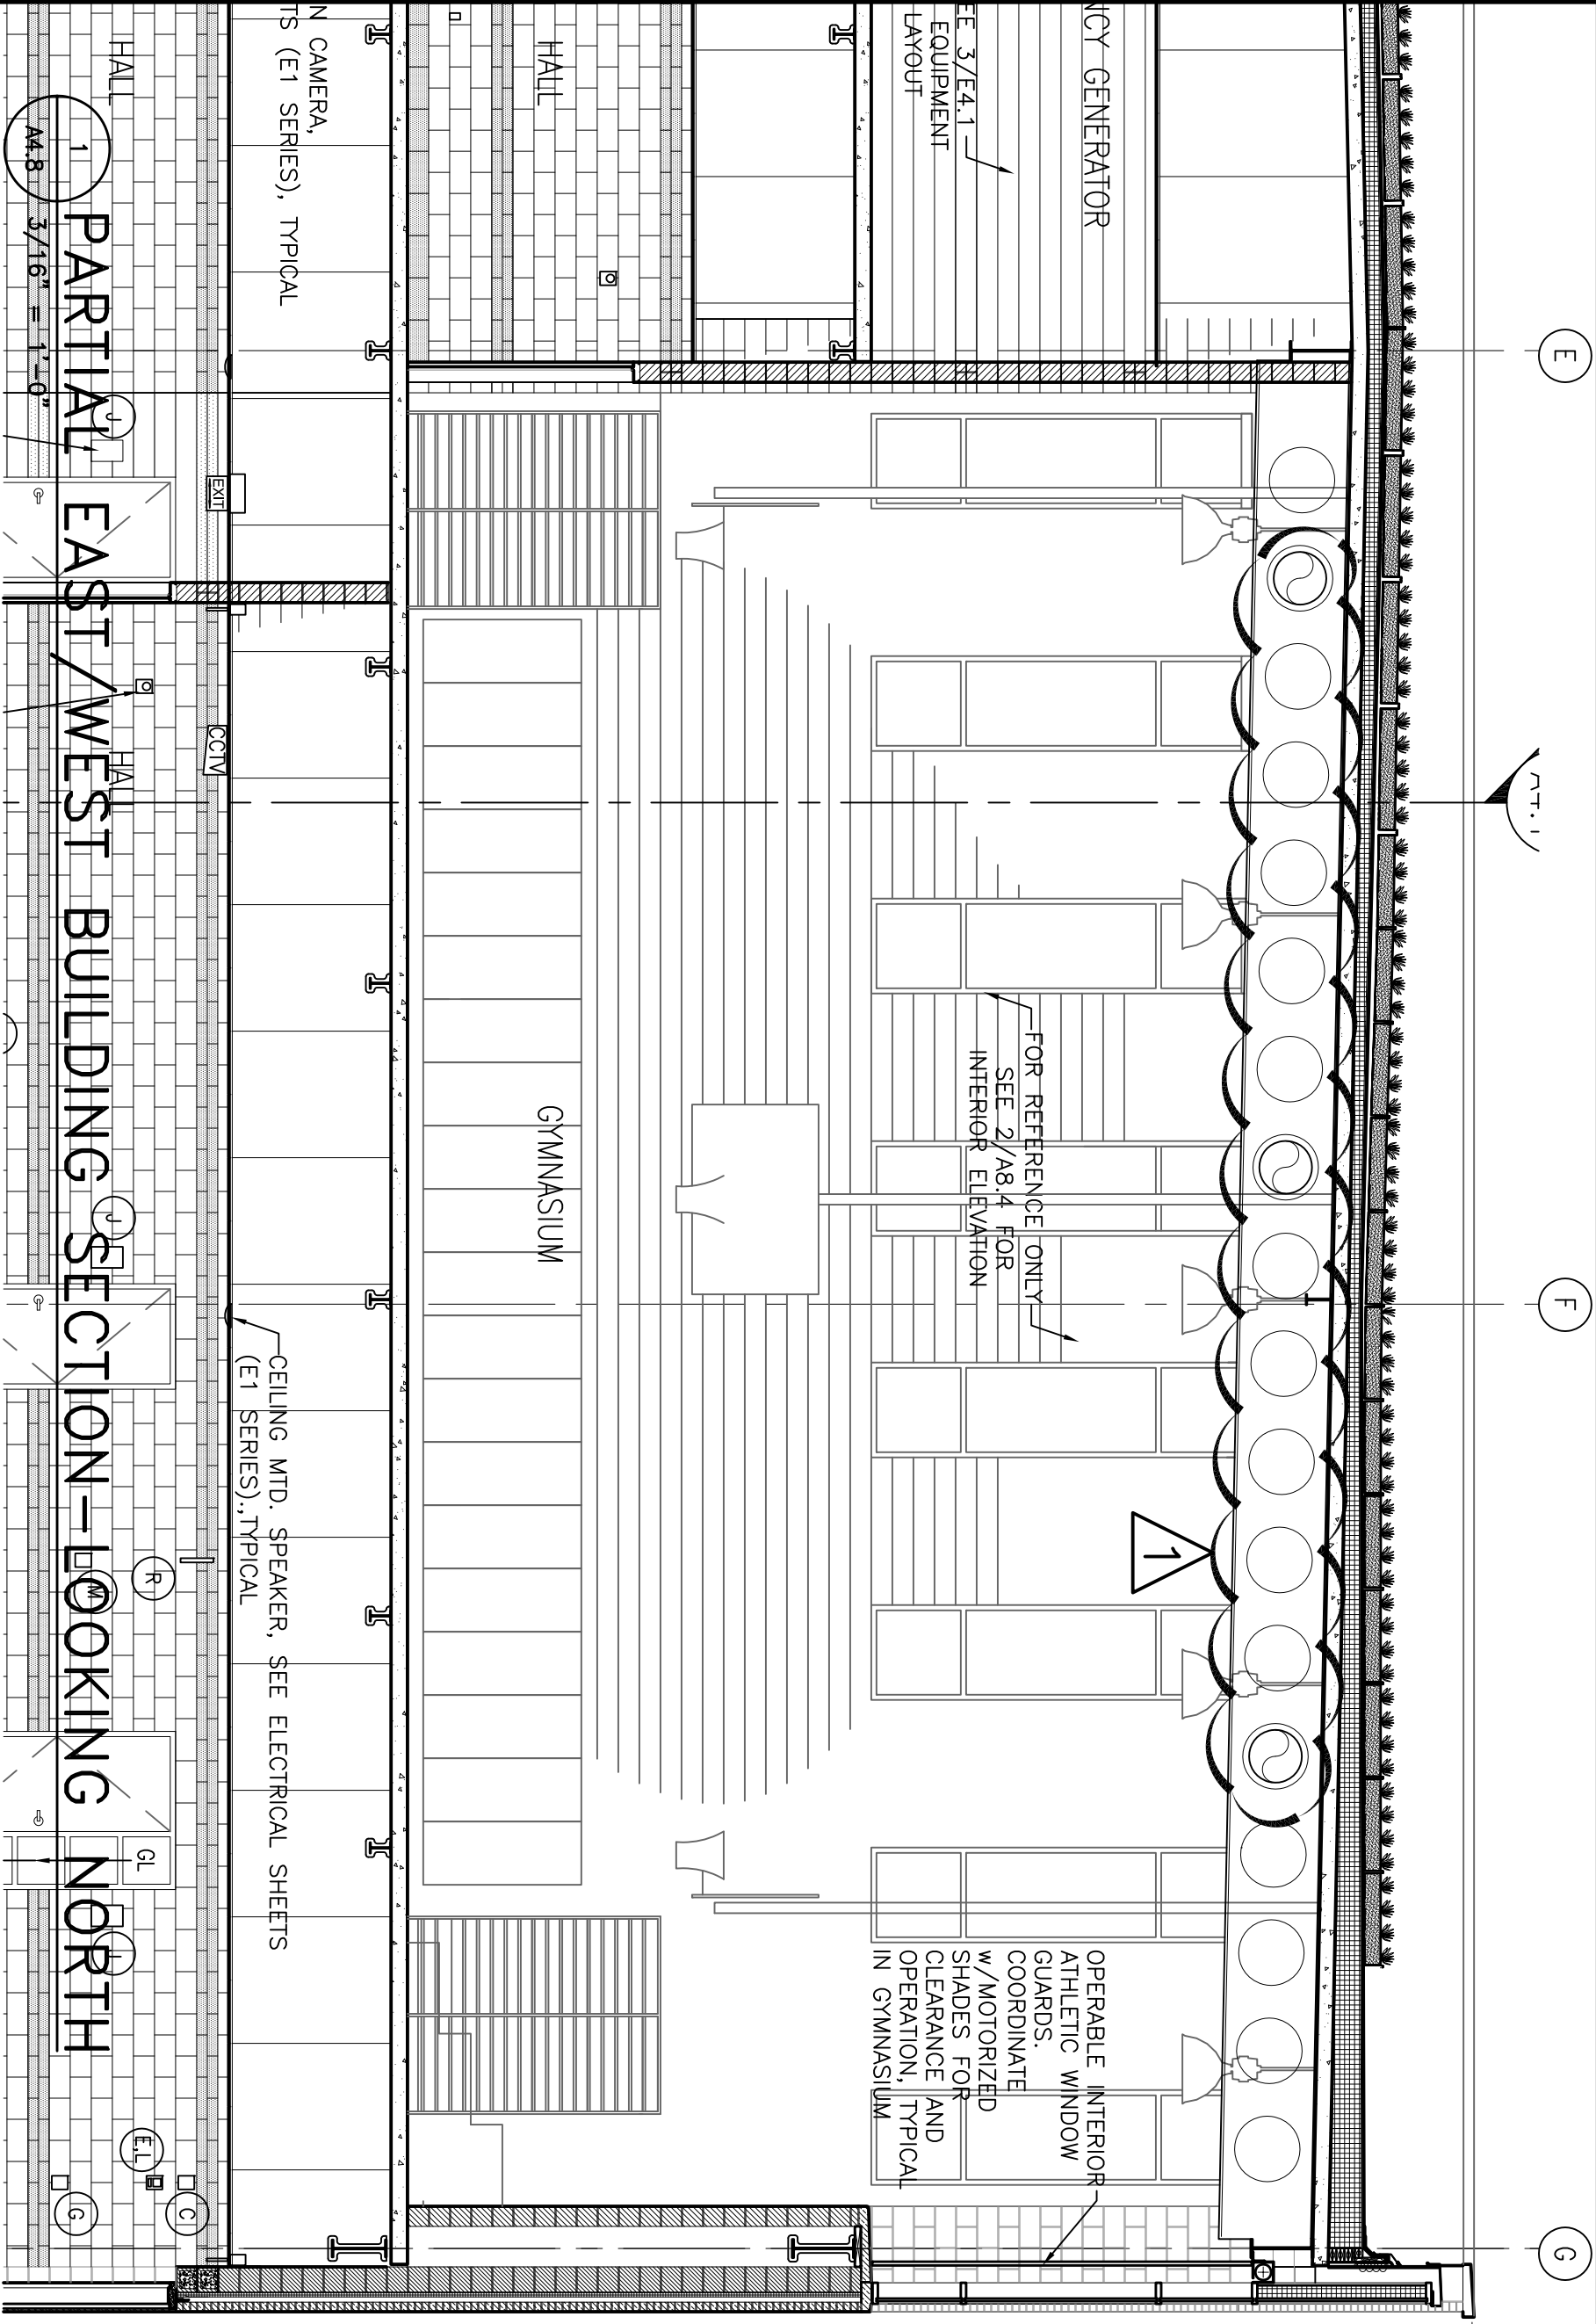 E
F
G
NCY GENERATOR
EE 3/E4.1
EQUIPMENT
LAYOUT
HALL
N CAMERA,
TS (E1 SERIES), TYPICAL
FOR REFERENCE ONLY
SEE 2/A8.4 FOR
INTERIOR ELEVATION
1
OPERABLE INTERIOR
ATHLETIC WINDOW
GUARDS.
COORDINATE
w/MOTORIZED
SHADES FOR
CLEARANCE AND
OPERATION, TYPICAL
IN GYMNASIUM
GYMNASIUM
CEILING MTD. SPEAKER, SEE ELECTRICAL SHEETS
(E1 SERIES).,TYPICAL
EXIT
CCTV
HALL
HALL
J
J
R
M
GL
E,L
C
G
1
A4.8
PARTIAL EAST/WEST BUILDING SECTION-LOOKING NORTH
3/16" = 1'-0"